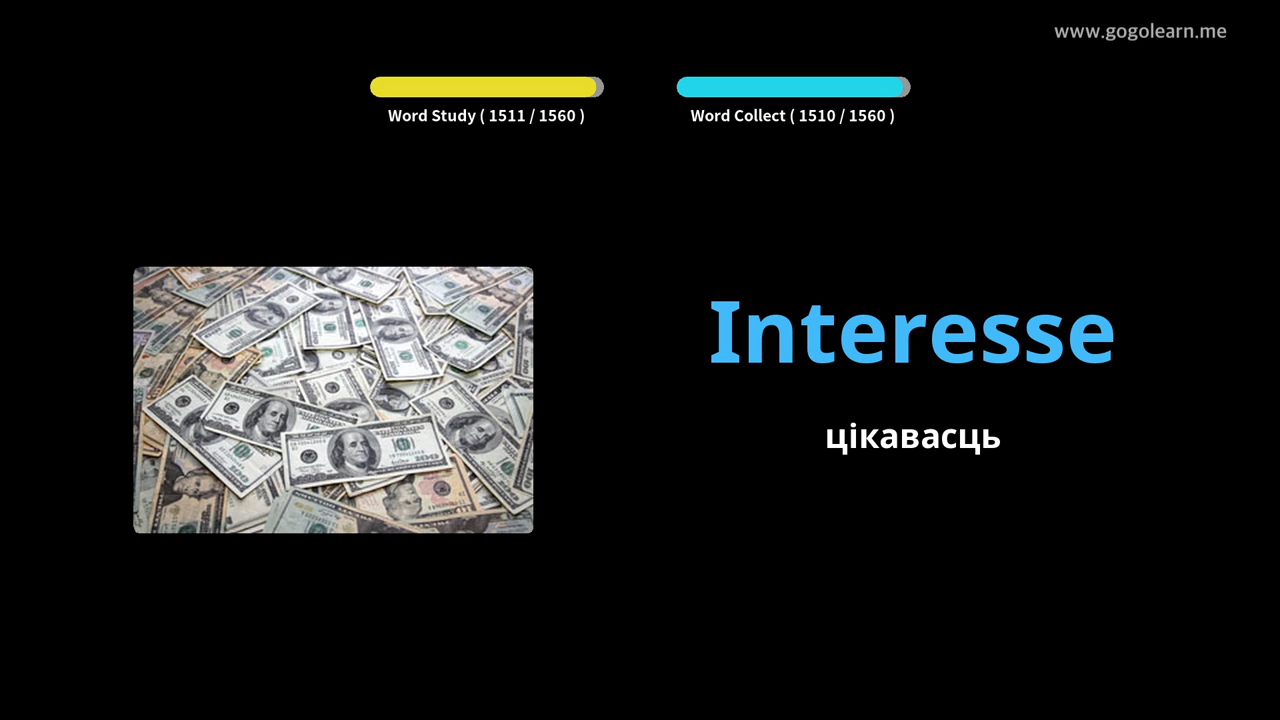 www.gogolearn.me
Word Study ( 1511 / 1560 )
Word Collect ( 1510 / 1560 )
Interesse
цікавасць